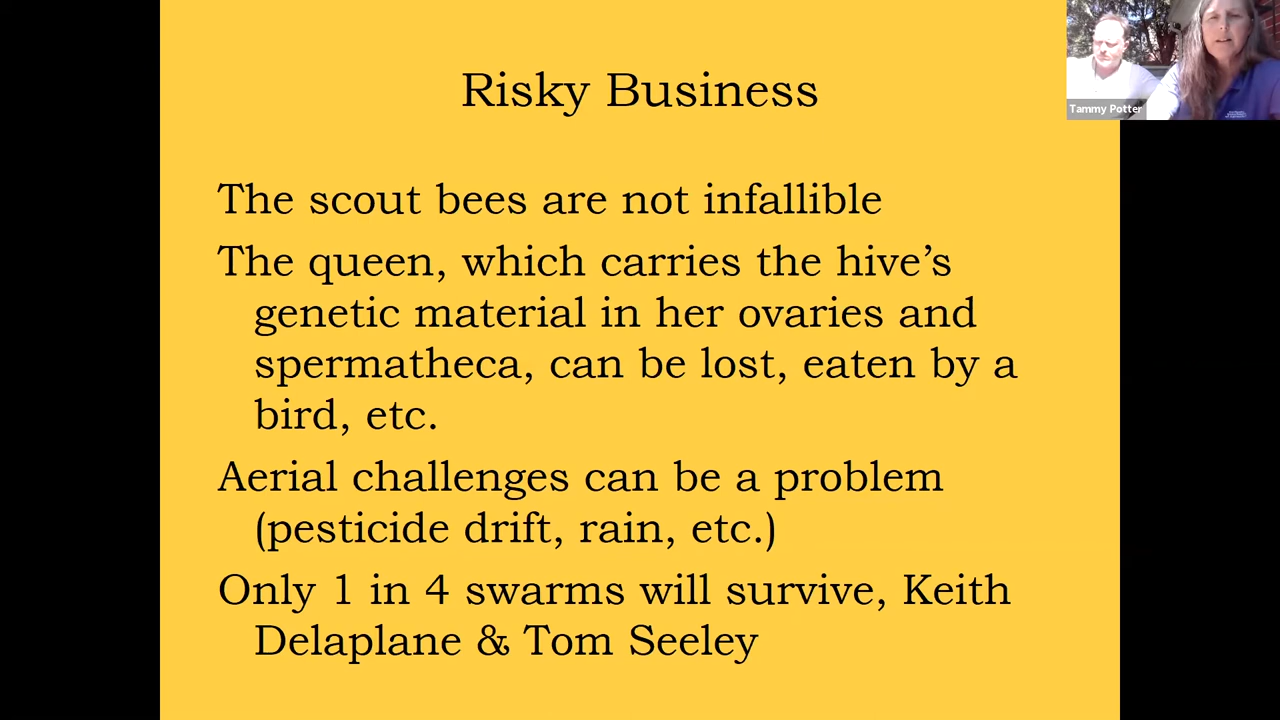 Risky Business
Tammy Potter
The scout bees are not infallible
The queen, which carries the hive’s
genetic material in her ovaries and
spermatheca, can be lost, eaten by a
bird, etc.
Aerial challenges can be a problem
(pesticide drift, rain, etc.)
Only 1 in 4 swarms will survive, Keith
Delaplane & Tom Seeley